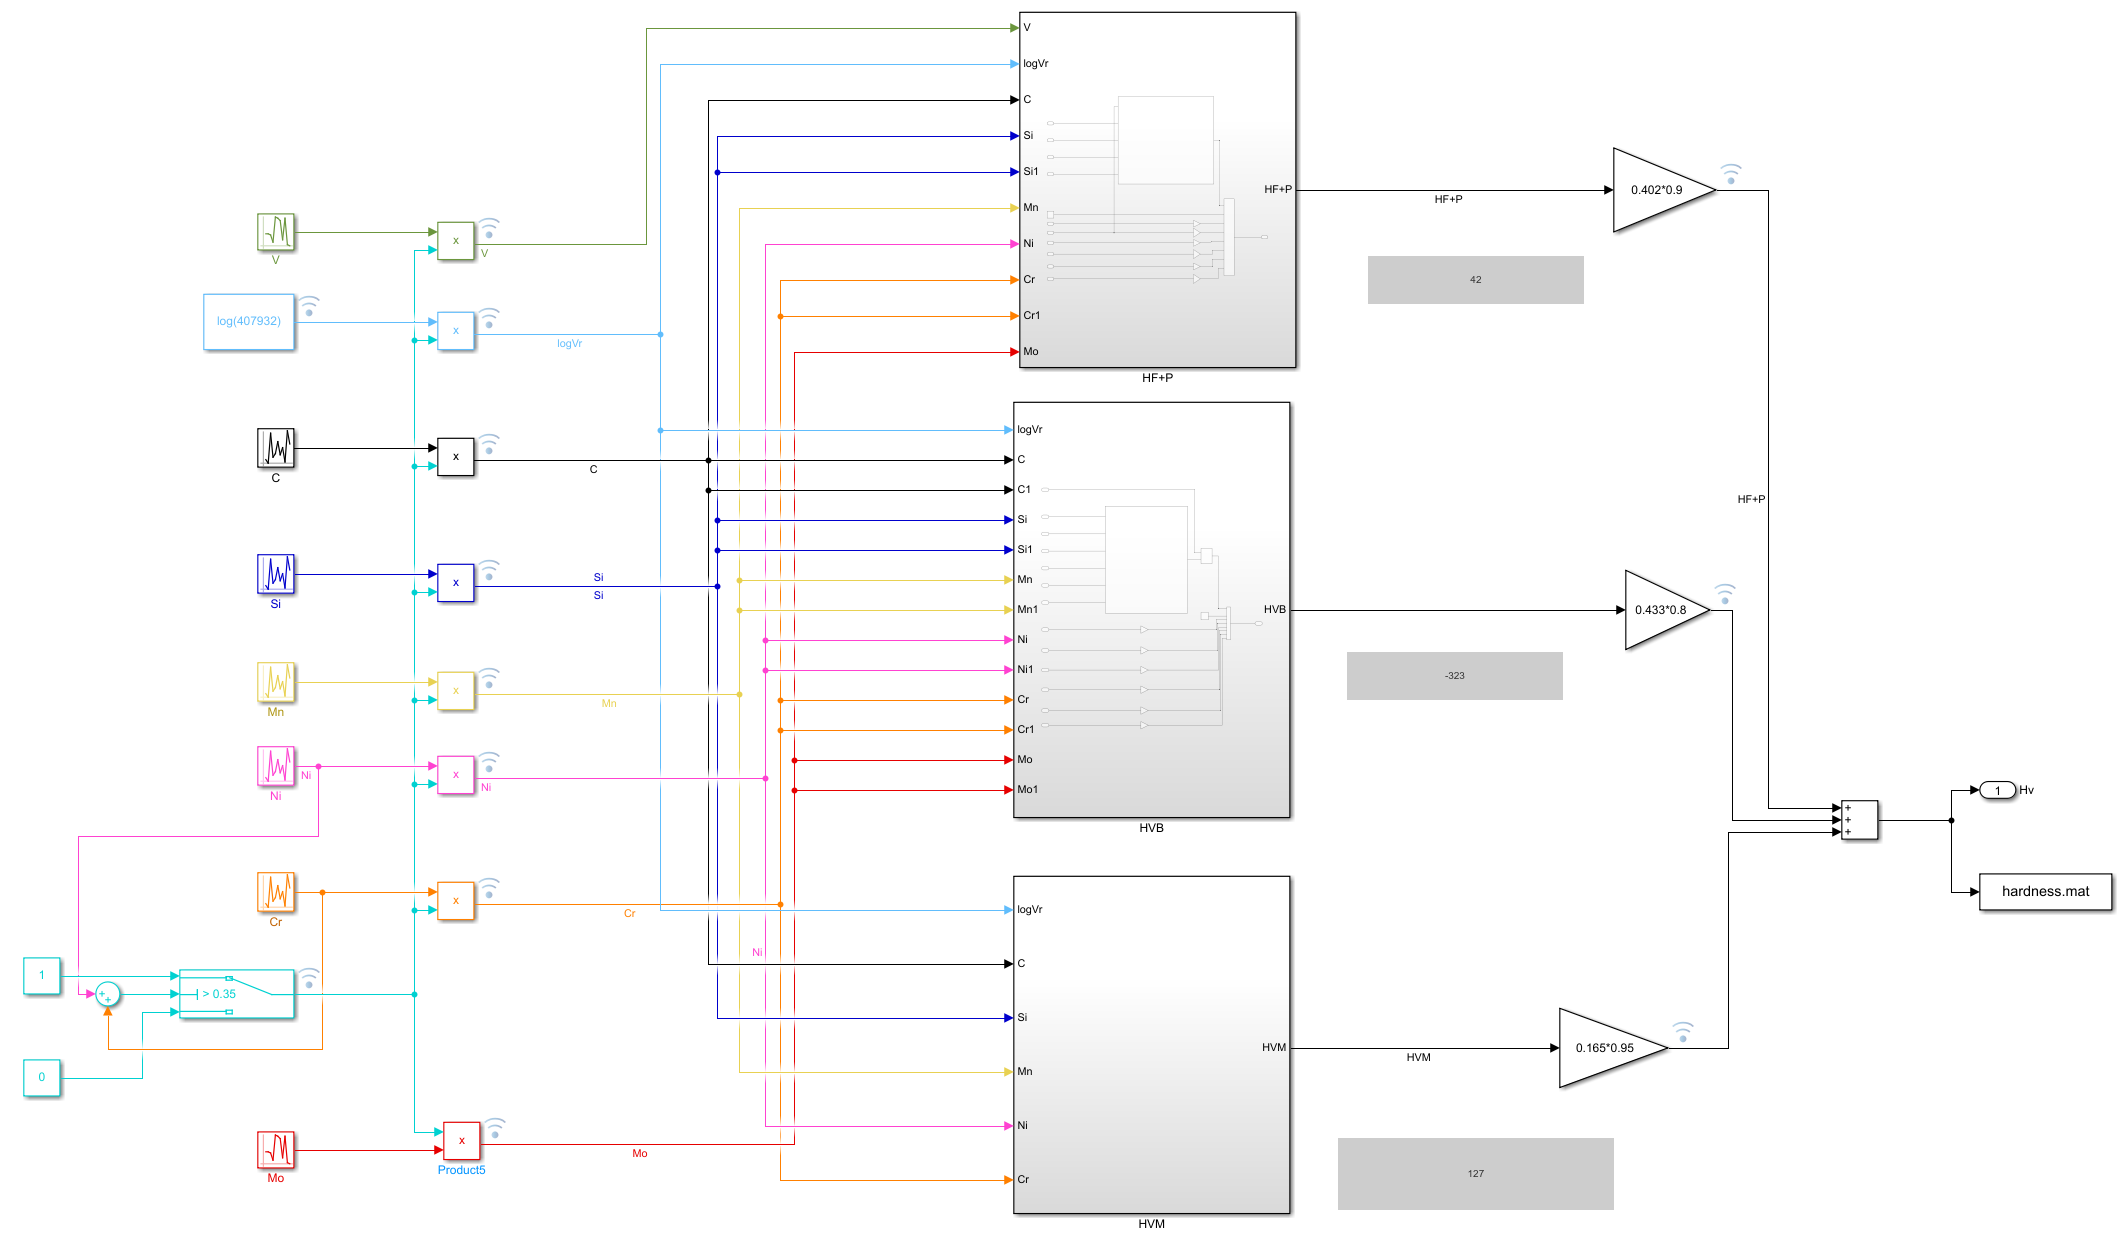 V
x
V
log(407932)
x
logVr
C
x
C
Si
x
Si
Si
Mn
x
Mn
Ni
Ni
x
Ni
Cr
x
Cr
1
+
+
> 0.35
0
Mo
x
Product5
Mo
Ni
V
logVr
C
Si
Si1
Mn
Ni
Cr
Cr1
Mo
HF+P
HF+P
logVr
C
C1
Si
Si1
Mn
Mn1
Ni
Ni1
Cr
Cr1
Mo
Mo1
HVB
HVB
logVr
C
Si
Mn
Ni
Cr
HVM
HVM
HF+P
0.402*0.9
42
HF+P
0.433*0.8
-323
HVM
0.165*0.95
127
+
+
+
1
Hv
hardness.mat